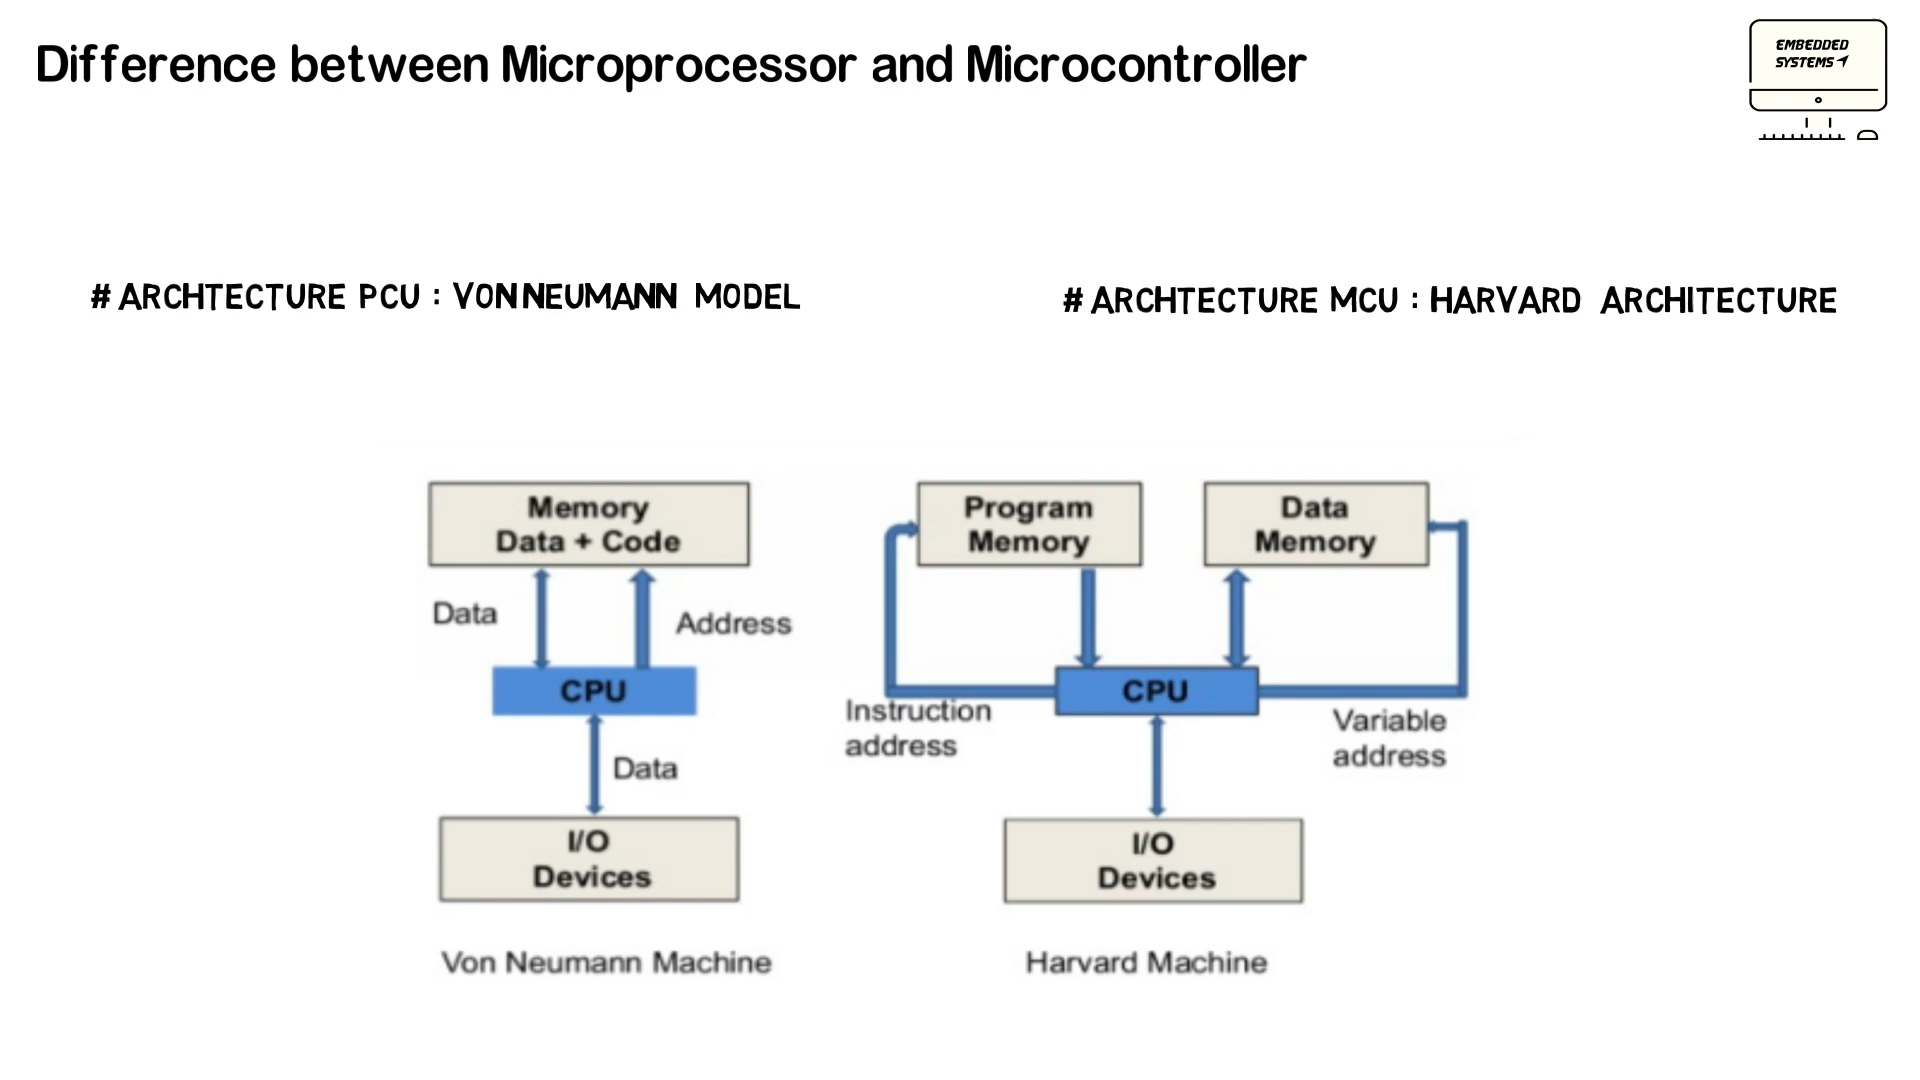 Difference between Microprocessor and Microcontroller
EMBEDDED
SYSTEMS
# ARCHTECTURE PCU : VONNEUMANN MODEL
# ARCHTECTURE MCU : HARVARD ARCHITECTURE
Memory
Data + Code
Data
Address
CPU
Data
I/O
Devices
Von Neumann Machine
Program
Memory
Data
Memory
CPU
Instruction
address
Variable
address
I/O
Devices
Harvard Machine